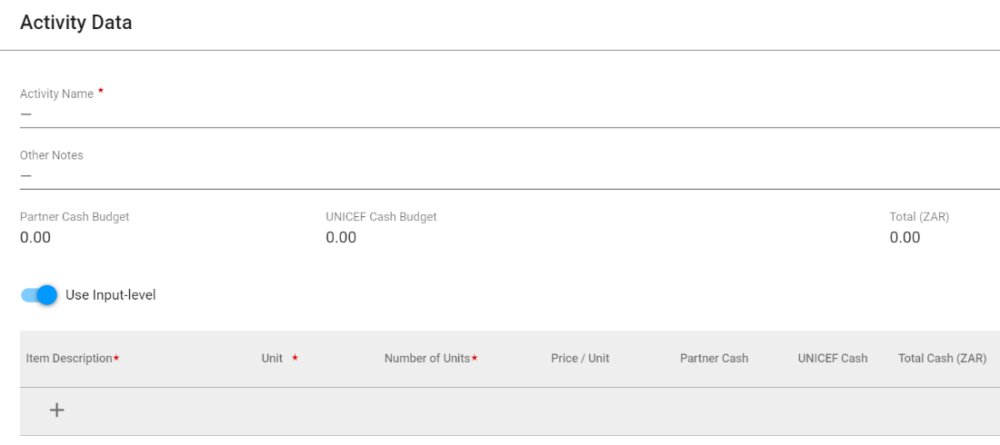 Activity Data
Activity Name *
—
Other Notes
—
Partner Cash Budget UNICEF Cash Budget Total (ZAR)
0.00 0.00 0.00
Use Input-level
Item Description* Unit * Number of Units* Price / Unit Partner Cash UNICEF Cash Total Cash (ZAR)
+